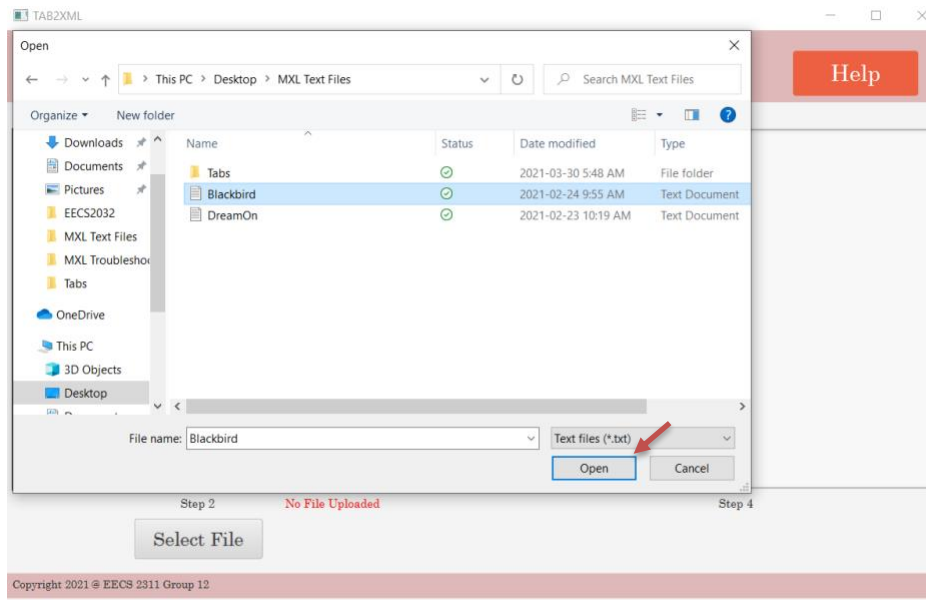 TAB2XML
Open
This PC > Desktop > MXL Text Files
Search MXL Text Files
Help
Organize
New folder
Name Status Date modified Type
Downloads
Documents
Pictures
EECS2032
MXL Text Files
MXL Troubleshoo
Tabs
OneDrive
This PC
3D Objects
Desktop
Tabs 2021-03-30 5:48 AM File folder
Blackbird 2021-02-24 9:55 AM Text Document
DreamOn 2021-02-23 10:19 AM Text Document
File name: Blackbird Text files (*.txt)
Open Cancel
Step 2 No File Uploaded Step 4
Select File
Copyright 2021 @ EECS 2311 Group 12